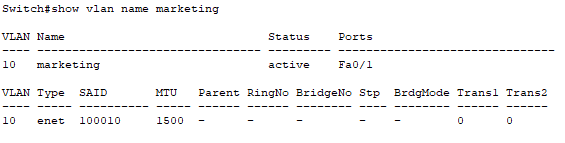 Switch#show vlan name marketing
VLAN Name                             Status    Ports
---- -------------------------------- --------- -------------------------------
10   marketing                        active    Fa0/1
VLAN Type  SAID       MTU   Parent RingNo BridgeNo Stp  BrdgMode Trans1 Trans2
---- ----- ---------- ----- ------ ------ -------- ---- -------- ------ ------
10   enet  100010     1500  -      -      -        -    -        0      0